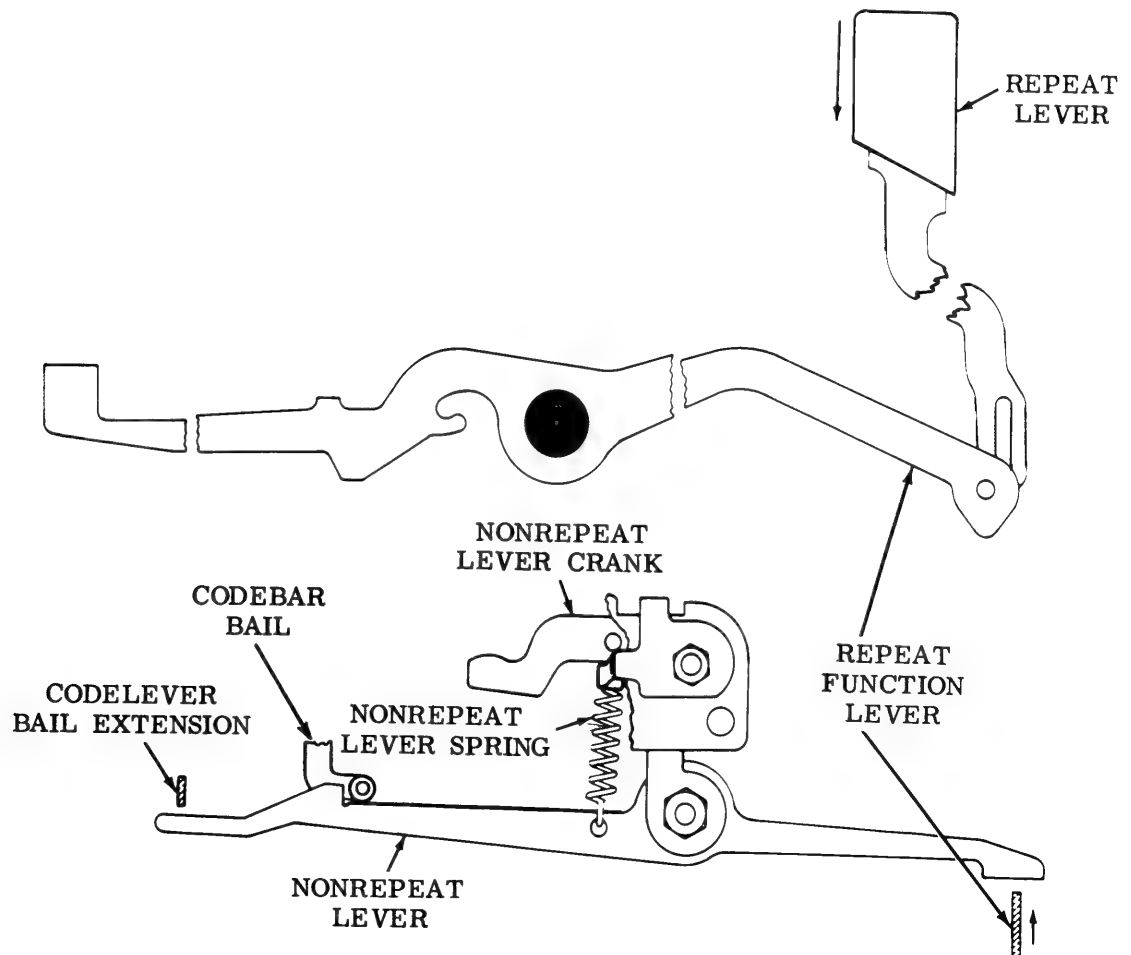 REPEAT
LEVER
NONREPEAT
LEVER CRANK
CODEBAR
BAIL
REPEAT
FUNCTION
LEVER
CODELEVER
BAIL EXTENSION
NONREPEAT
LEVER SPRING
NONREPEAT
LEVER